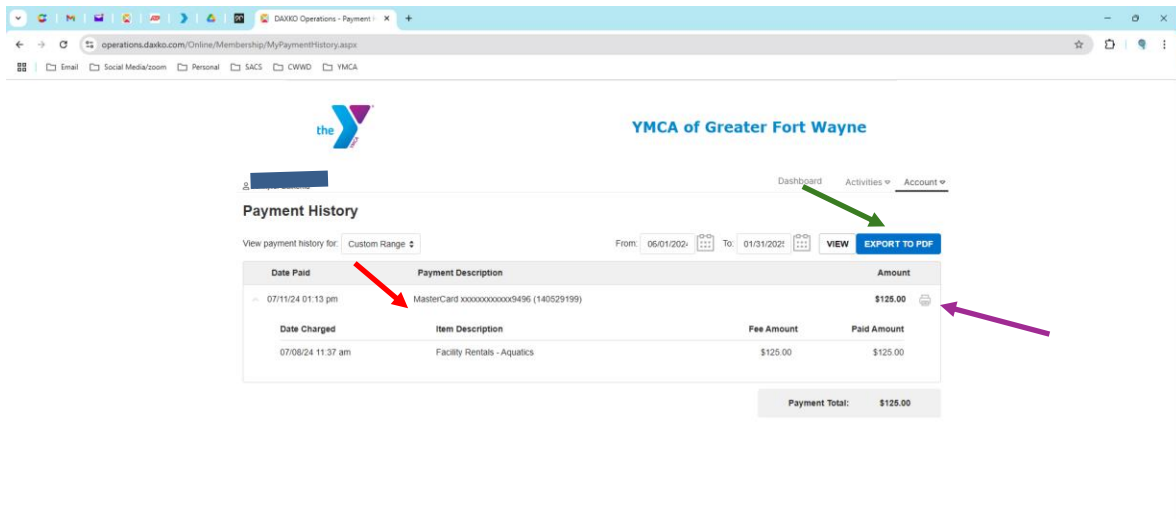 DAXKO Operations - Payment H
operations.daxko.com/Online/Membership/MyPaymentHistory.aspx
Email Social Media/zoom Personal SACS CWWD YMCA
the YMCA
YMCA of Greater Fort Wayne
Dashboard Activities Account
Payment History
View payment history for: Custom Range From: 06/01/202 To: 01/31/202 VIEW EXPORT TO PDF
Date Paid Payment Description Amount
07/11/24 01:13 pm MasterCard xxxxxxxxxxxx9496 (140529199) $125.00
Date Charged Item Description Fee Amount Paid Amount
07/08/24 11:37 am Facility Rentals - Aquatics $125.00 $125.00
Payment Total: $125.00